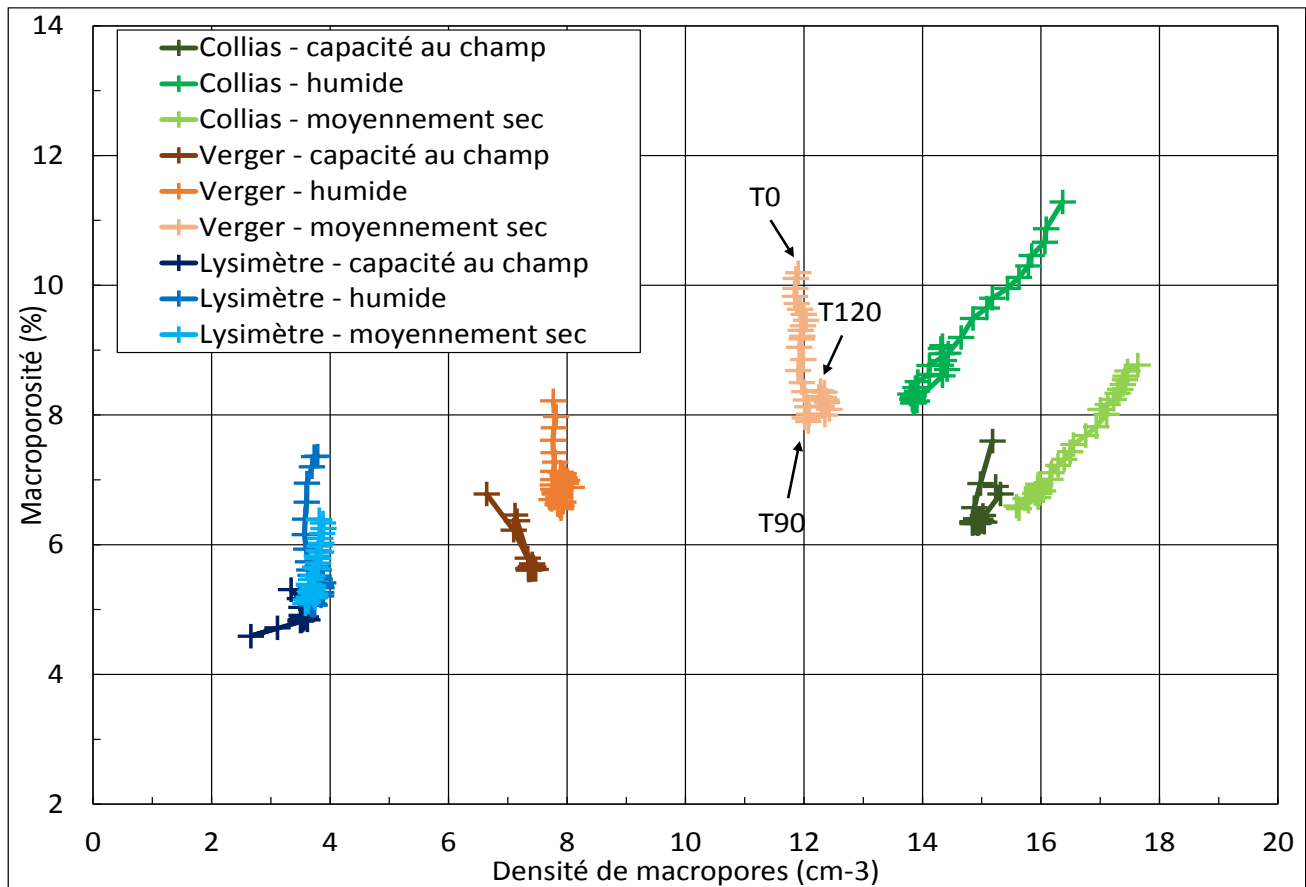 14
Collias - capacité au champ
Collias - humide
Collias - moyennement sec
Verger - capacité au champ
Verger - humide
Verger - moyennement sec
Lysimètre - capacité au champ
Lysimètre - humide
Lysimètre - moyennement sec
12
10
8
6
4
2
Macroporosité (%)
T0
T120
T90
0 2 4 6 8 10 12 14 16 18 20
Densité de macropores (cm-3)